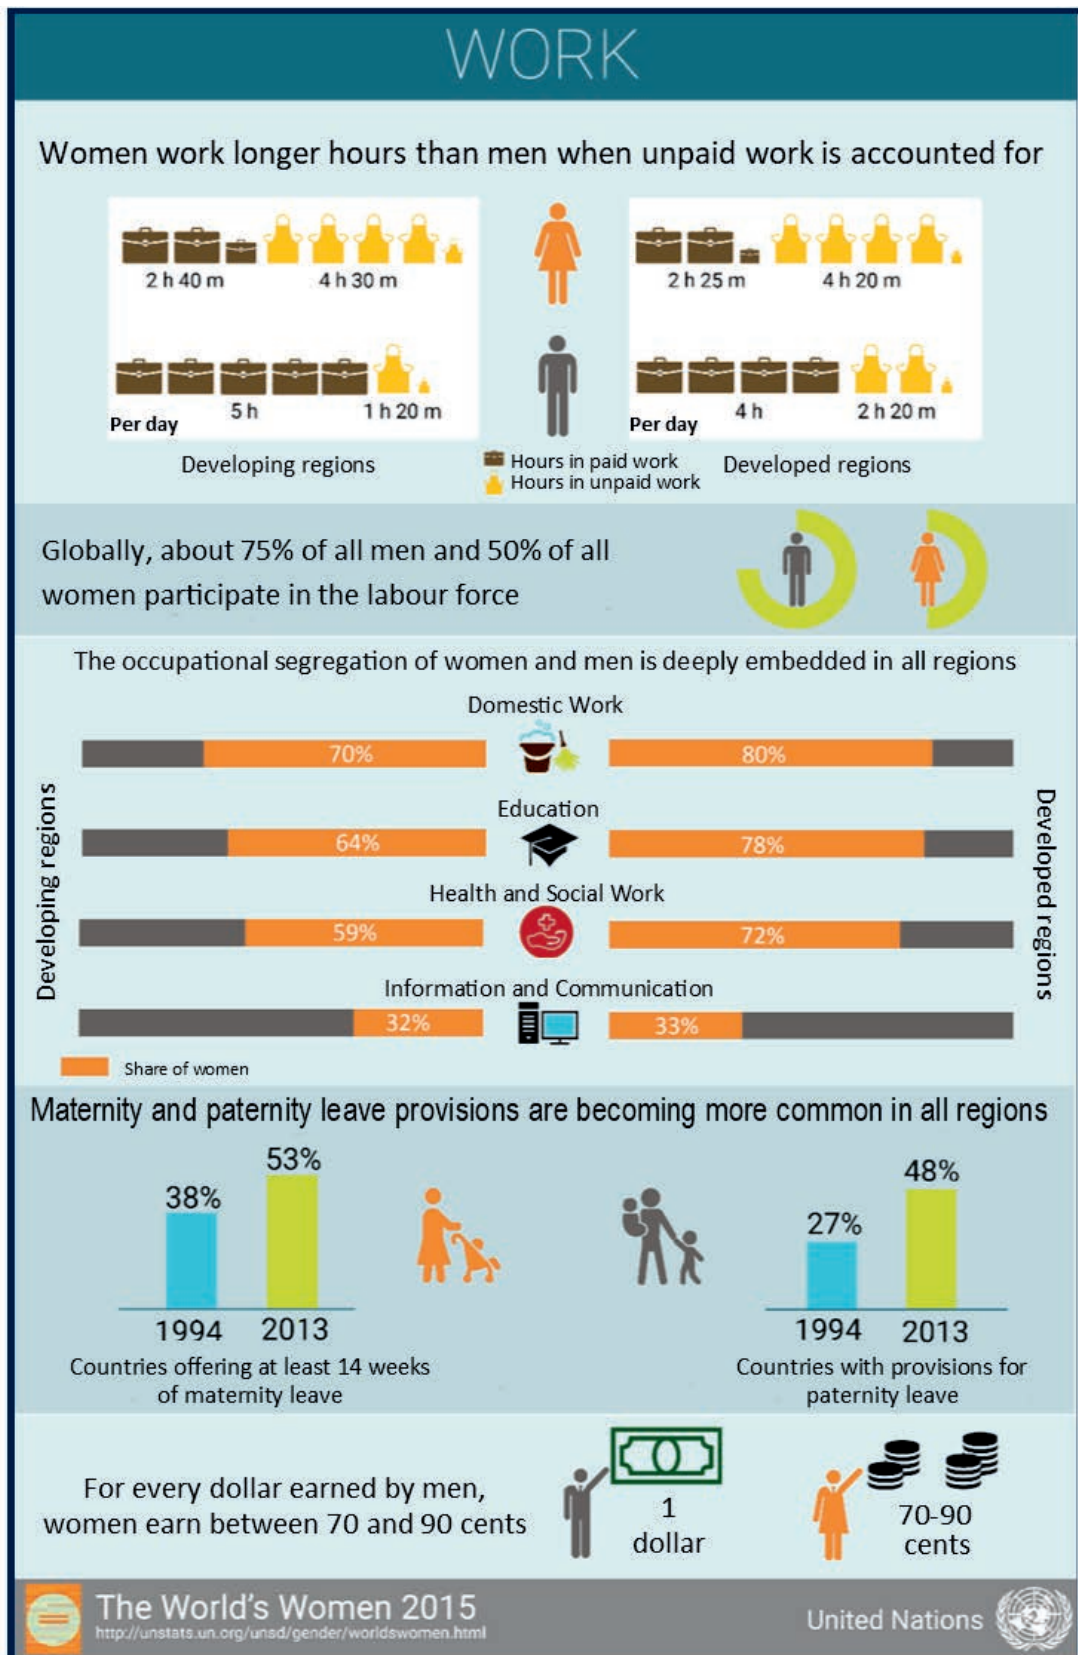 WORK
Women work longer hours than men when unpaid work is accounted for
2 h 40 m 4 h 30 m
5 h 1 h 20 m
Per day
Developing regions
2 h 25 m 4 h 20 m
4 h 2 h 20 m
Per day
Developed regions
Hours in paid work
Hours in unpaid work
Globally, about 75% of all men and 50% of all
women participate in the labour force
The occupational segregation of women and men is deeply embedded in all regions
Developing regions
Developed regions
Domestic Work
70% 80%
Education
64% 78%
Health and Social Work
59% 72%
Information and Communication
32% 33%
Share of women
Maternity and paternity leave provisions are becoming more common in all regions
38% 53%
1994 2013
Countries offering at least 14 weeks
of maternity leave
27% 48%
1994 2013
Countries with provisions for
paternity leave
For every dollar earned by men,
women earn between 70 and 90 cents
1
dollar
70-90
cents
The World's Women 2015
http://unstats.un.org/unsd/gender/worldswomen.html
United Nations